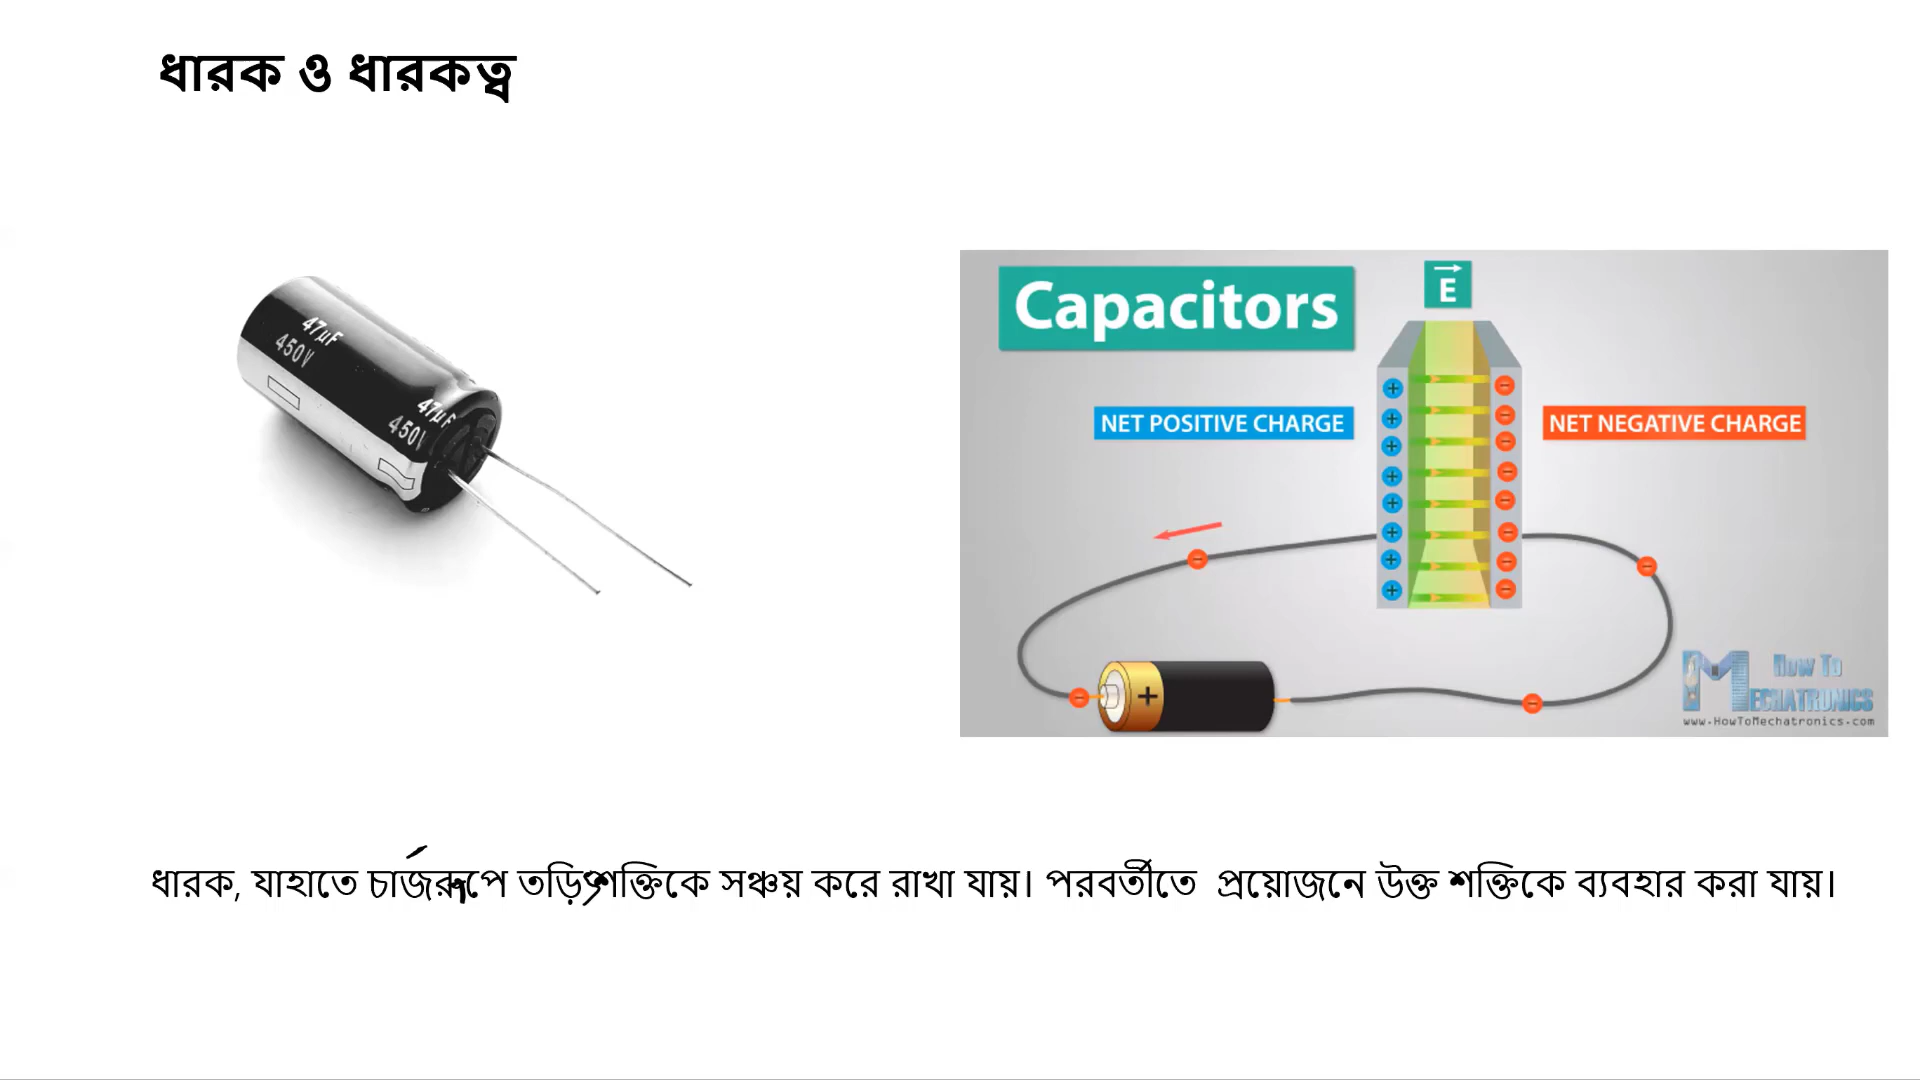 ধারক ও ধারকত্ব
47µF
450V
47µF
450V
Capacitors
E
NET POSITIVE CHARGE
NET NEGATIVE CHARGE
+
How To
MECHATRONICS
www.HowToMechatronics.com
ধারক, যাহাতে চার্জরূপে তড়িৎশক্তিকে সঞ্চয় করে রাখা যায়। পরবর্তীতে প্রয়োজনে উক্ত শক্তিকে ব্যবহার করা যায়।